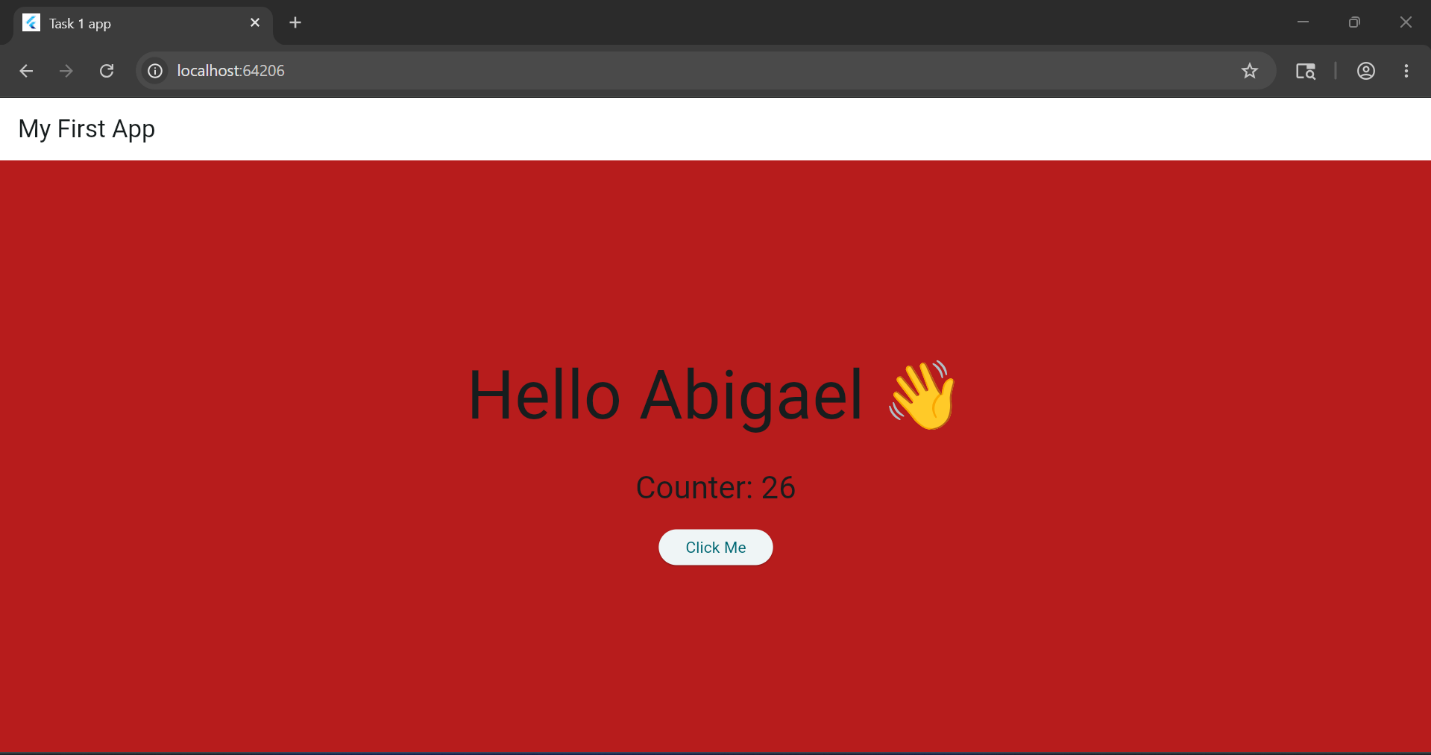 Task 1 app
localhost:64206
My First App
Hello Abigael 👋
Counter: 26
Click Me